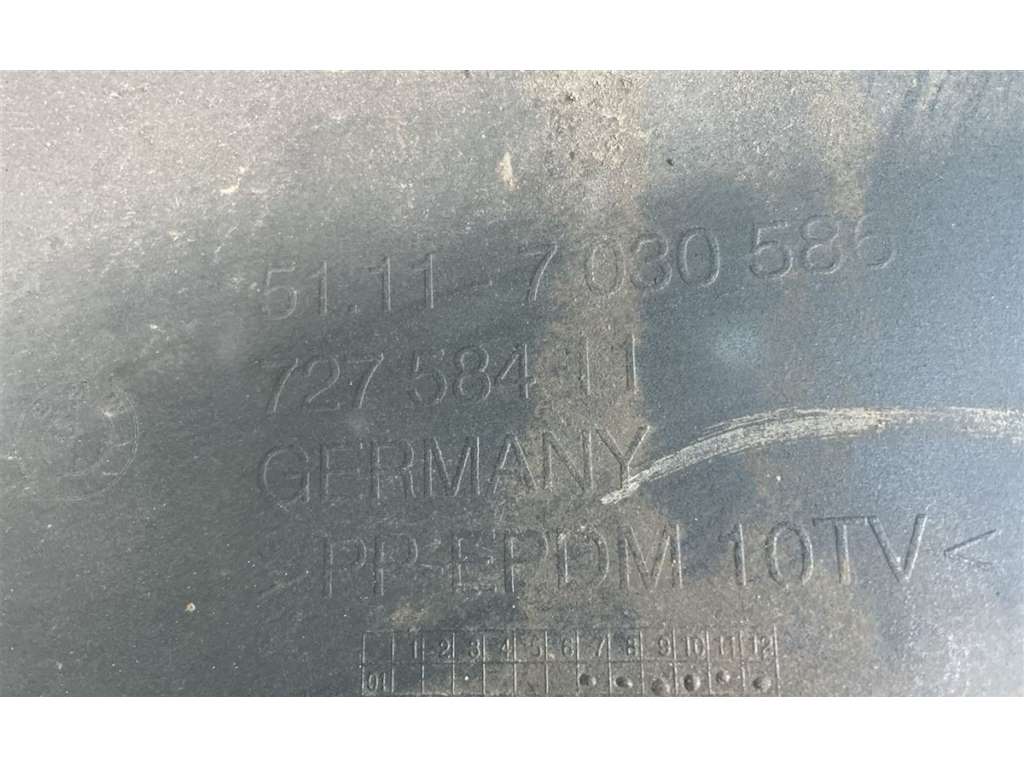 51.11 - 7 030 586
727 584 11
GERMANY
>PP-EPDM 10TV<
1 2 3 4 5 6 7 8 9 10 11 12
01